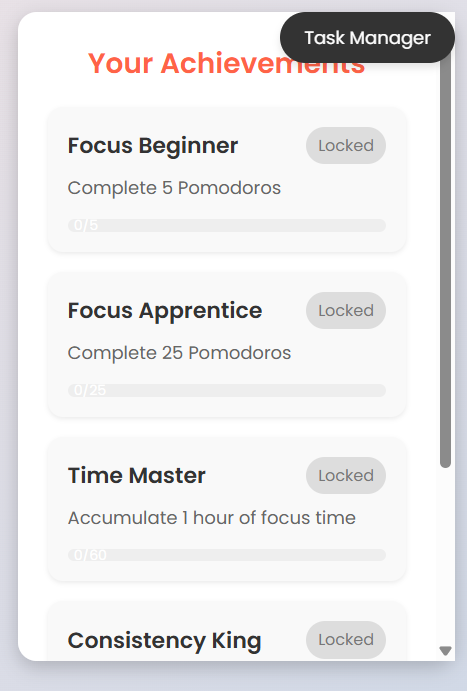 Task Manager
Your Achievements
Focus Beginner
Locked
Complete 5 Pomodoros
0/5
Focus Apprentice
Locked
Complete 25 Pomodoros
0/25
Time Master
Locked
Accumulate 1 hour of focus time
0/60
Consistency King
Locked